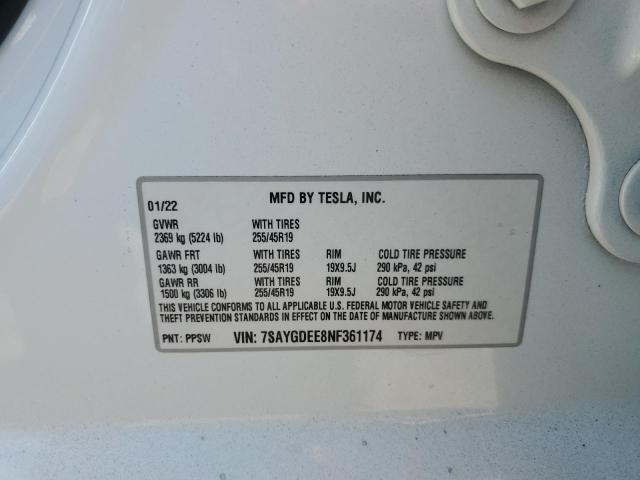 01/22 MFD BY TESLA, INC.
GVWR WITH TIRES
2369 kg (5224 lb) 255/45R19
GAWR FRT WITH TIRES RIM COLD TIRE PRESSURE
1363 kg (3004 lb) 255/45R19 19X9.5J 290 kPa, 42 psi
GAWR RR WITH TIRES RIM COLD TIRE PRESSURE
1500 kg (3306 lb) 255/45R19 19X9.5J 290 kPa, 42 psi
THIS VEHICLE CONFORMS TO ALL APPLICABLE U.S. FEDERAL MOTOR VEHICLE SAFETY AND
THEFT PREVENTION STANDARDS IN EFFECT ON THE DATE OF MANUFACTURE SHOWN ABOVE.
PNT: PPSW VIN: 7SAYGDEE8NF361174 TYPE: MPV